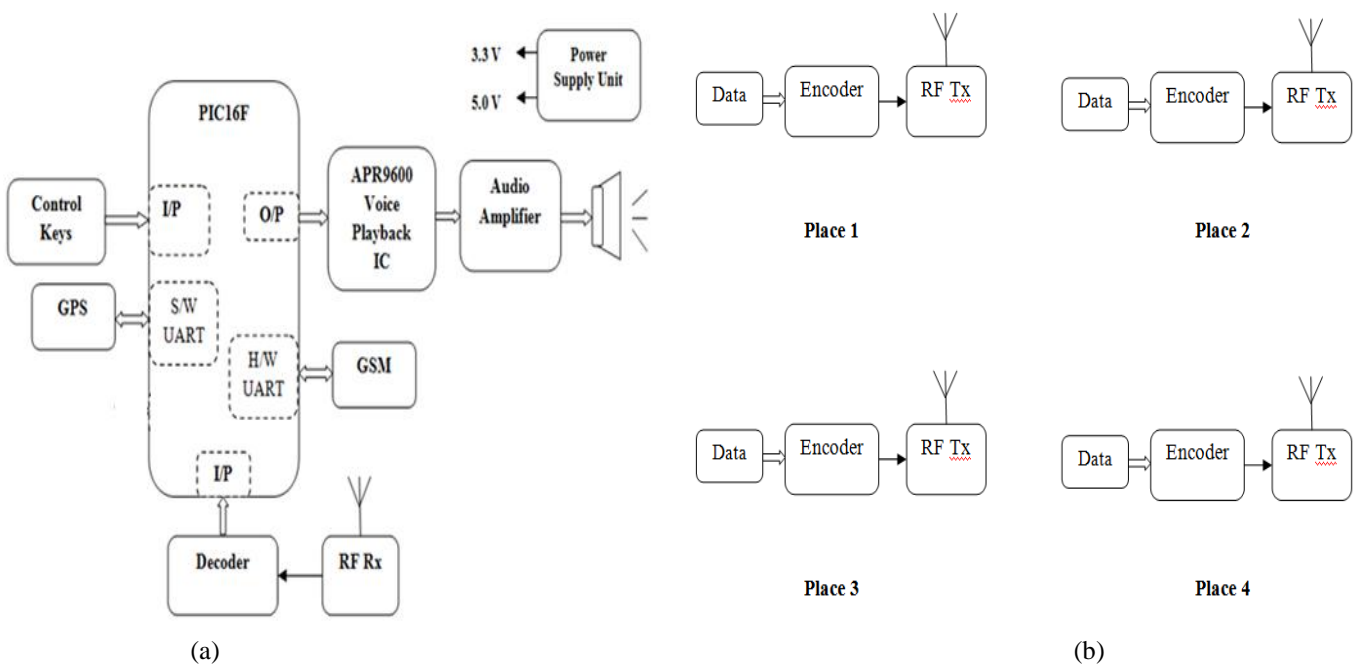 3.3 V
5.0 V
Power
Supply Unit
PIC16F
Control
Keys
I/P
O/P
APR9600
Voice
Playback
IC
Audio
Amplifier
GPS
S/W
UART
H/W
UART
GSM
I/P
Decoder
RF Rx
(a)
Data
Encoder
RF Tx
Place 1
Data
Encoder
RF Tx
Place 2
Data
Encoder
RF Tx
Place 3
Data
Encoder
RF Tx
Place 4
(b)